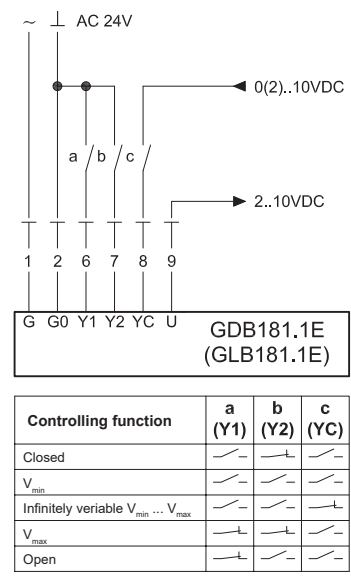 ~ ⊥ AC 24V
0(2)..10VDC
a b c
2..10VDC
1 2 6 7 8 9
G G0 Y1 Y2 YC U
GDB181.1E
(GLB181.1E)
Controlling function a (Y1) b (Y2) c (YC)
Closed
Vmin
Infinitely veriable Vmin ... Vmax
Vmax
Open